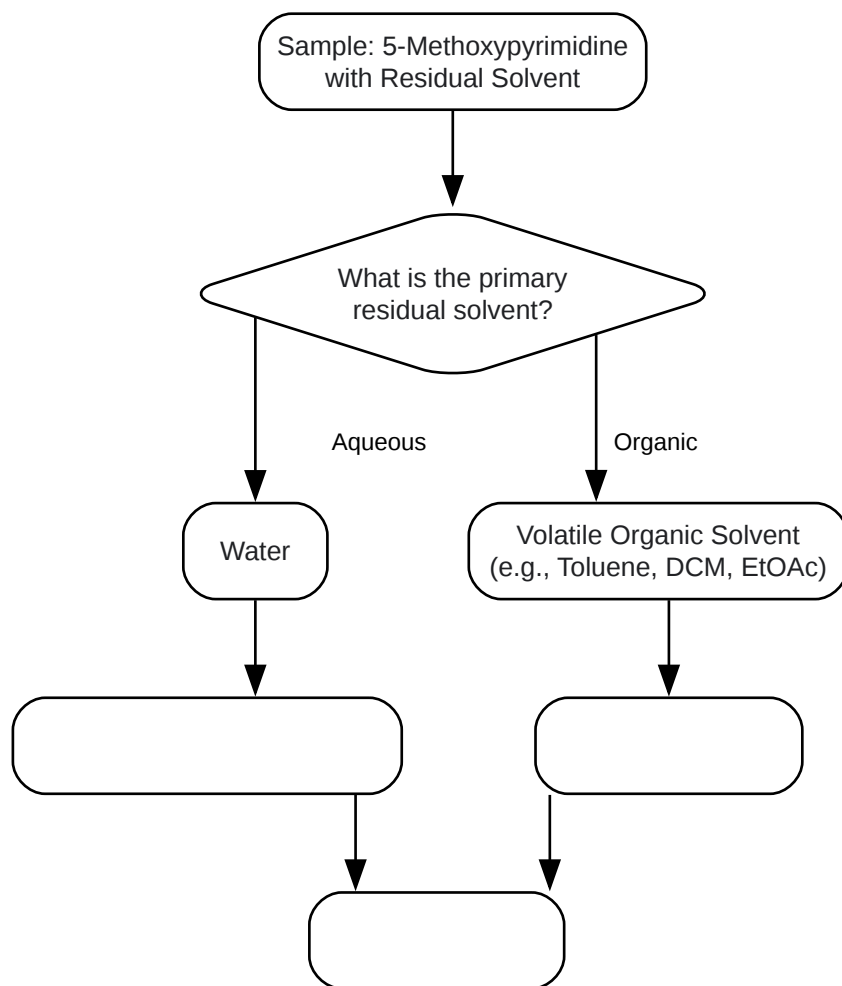 Sample: 5-Methoxypyrimidine
with Residual Solvent
What is the primary
residual solvent?
Aqueous
Organic
Water
Volatile Organic Solvent
(e.g., Toluene, DCM, EtOAc)